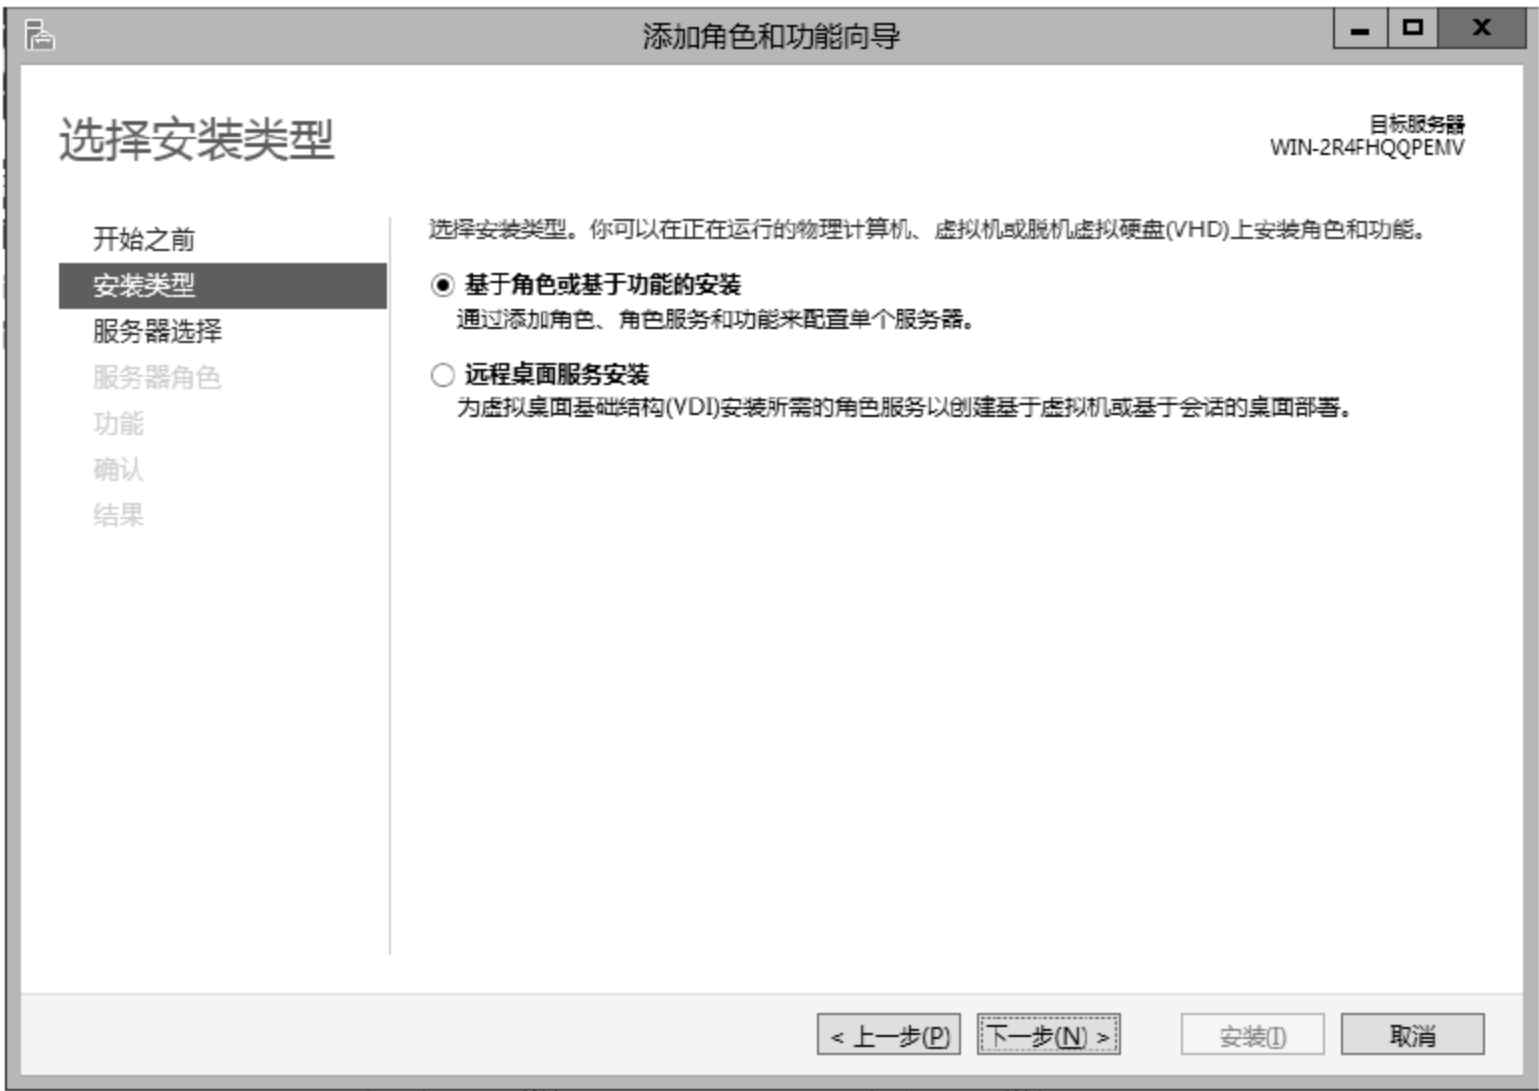 添加角色和功能向导
X
选择安装类型
目标服务器
WIN-2R4FHQQPEMV
开始之前
安装类型
服务器选择
服务器角色
功能
确认
结果
选择安装类型。你可以在正在运行的物理计算机、虚拟机或脱机虚拟硬盘(VHD)上安装角色和功能。
基于角色或基于功能的安装
通过添加角色、角色服务和功能来配置单个服务器。
远程桌面服务安装
为虚拟桌面基础结构(VDI)安装所需的角色服务以创建基于虚拟机或基于会话的桌面部署。
< 上一步(P)
下一步(N) >
安装(I)
取消